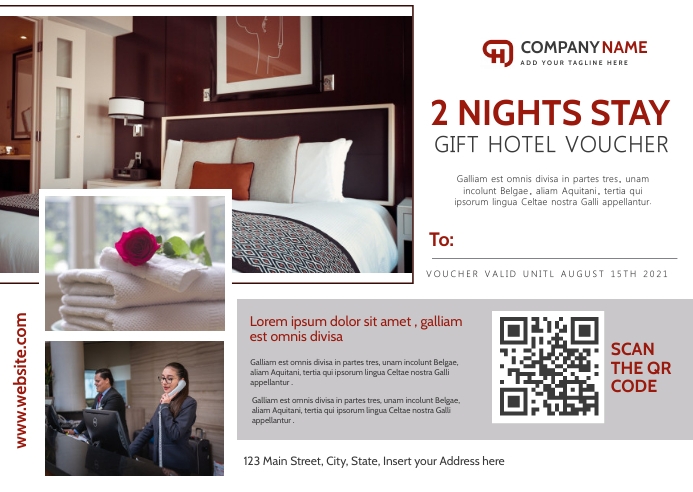 COMPANY NAME
ADD YOUR TAGLINE HERE
2 NIGHTS STAY
GIFT HOTEL VOUCHER
Galliam est omnis divisa in partes tres, unam
incolunt Belgae, aliam Aquitani, tertia qui
ipsorum lingua Celtae nostra Galli appellantur.
To:
VOUCHER VALID UNITL AUGUST 15TH 2021
www.website.com
Lorem ipsum dolor sit amet , galliam
est omnis divisa
Galliam est omnis divisa in partes tres, unam incolunt Belgae,
aliam Aquitani, tertia qui ipsorum lingua Celtae nostra Galli
appellantur .
Galliam est omnis divisa in partes tres, unam incolunt Belgae,
aliam Aquitani, tertia qui ipsorum lingua Celtae nostra Galli
appellantur .
SCAN
THE QR
CODE
123 Main Street, City, State, Insert your Address here